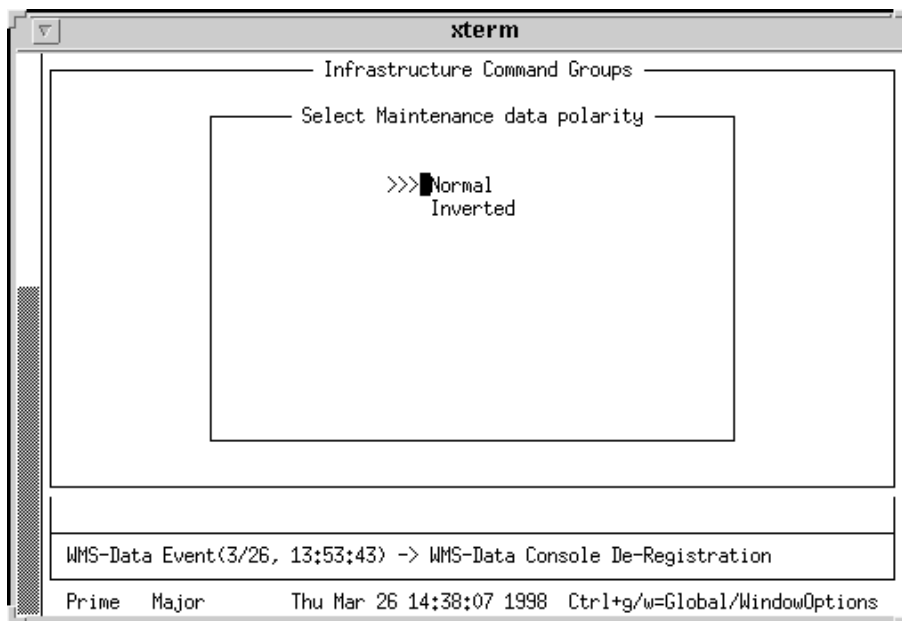 xterm
Infrastructure Command Groups
Select Maintenance data polarity
>>> Normal
Inverted
WMS-Data Event(3/26, 13:53:43) -> WMS-Data Console De-Registration
Prime Major Thu Mar 26 14:38:07 1998 Ctrl+g/w=Global/WindowOptions